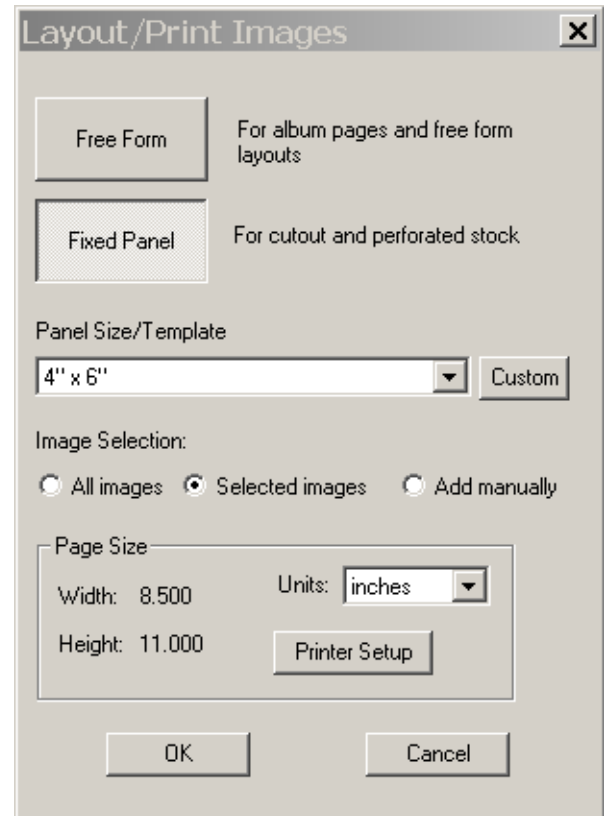 Layout/Print Images
Free Form
For album pages and free form
layouts
Fixed Panel
For cutout and perforated stock
Panel Size/Template
4" x 6"
Custom
Image Selection:
All images Selected images Add manually
Page Size
Width: 8.500
Units: inches
Height: 11.000
Printer Setup
OK
Cancel